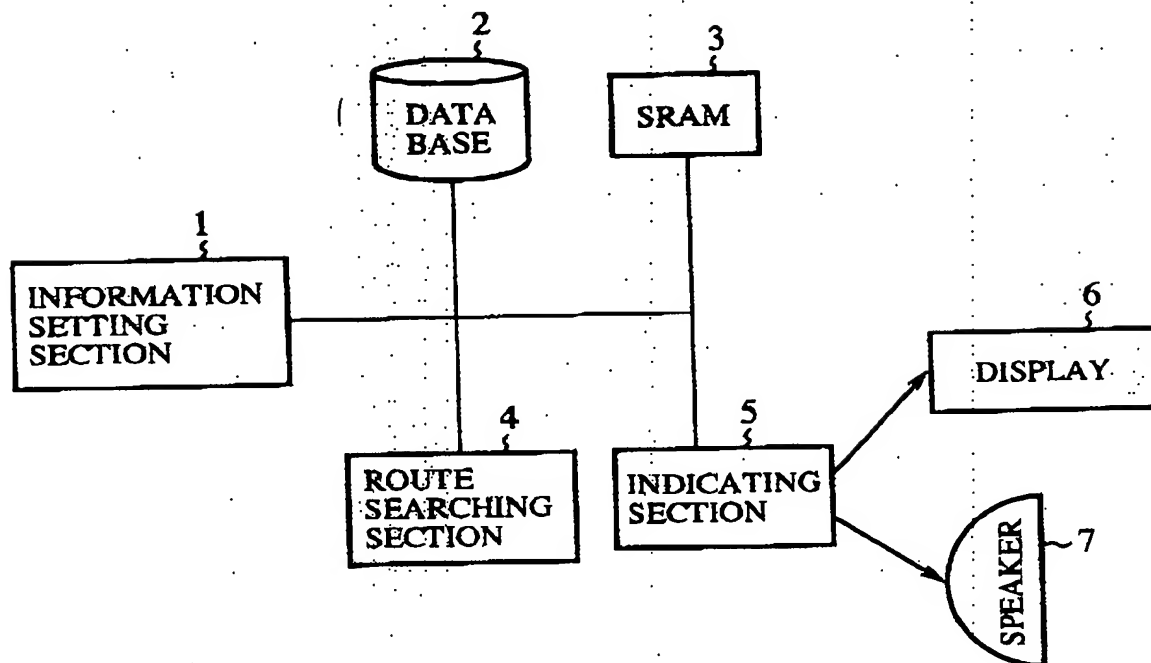 2
3
DATA
BASE
SRAM
1
INFORMATION
SETTING
SECTION
6
DISPLAY
4
ROUTE
SEARCHING
SECTION
5
INDICATING
SECTION
SPEAKER
7